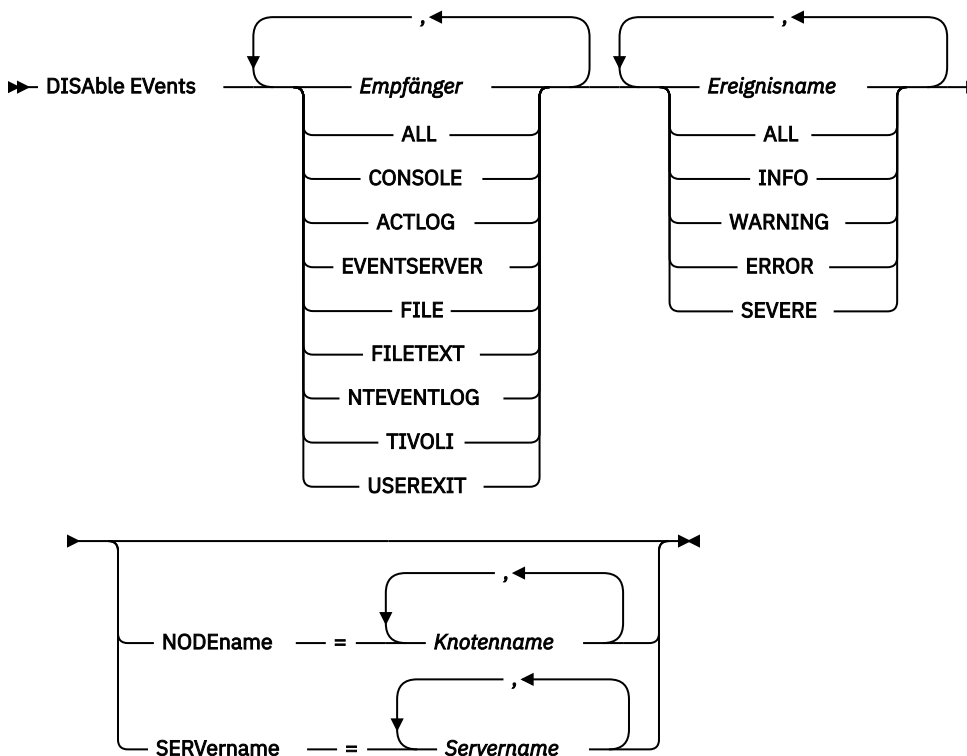 , ,
DISAble EVents Empfänger Ereignisname
ALL ALL
CONSOLE INFO
ACTLOG WARNING
EVENTSERVER ERROR
FILE SEVERE
FILETEXT
NTEVENTLOG
TIVOLI
USEREXIT
,
NODEname = Knotenname
,
SERVername = Servername